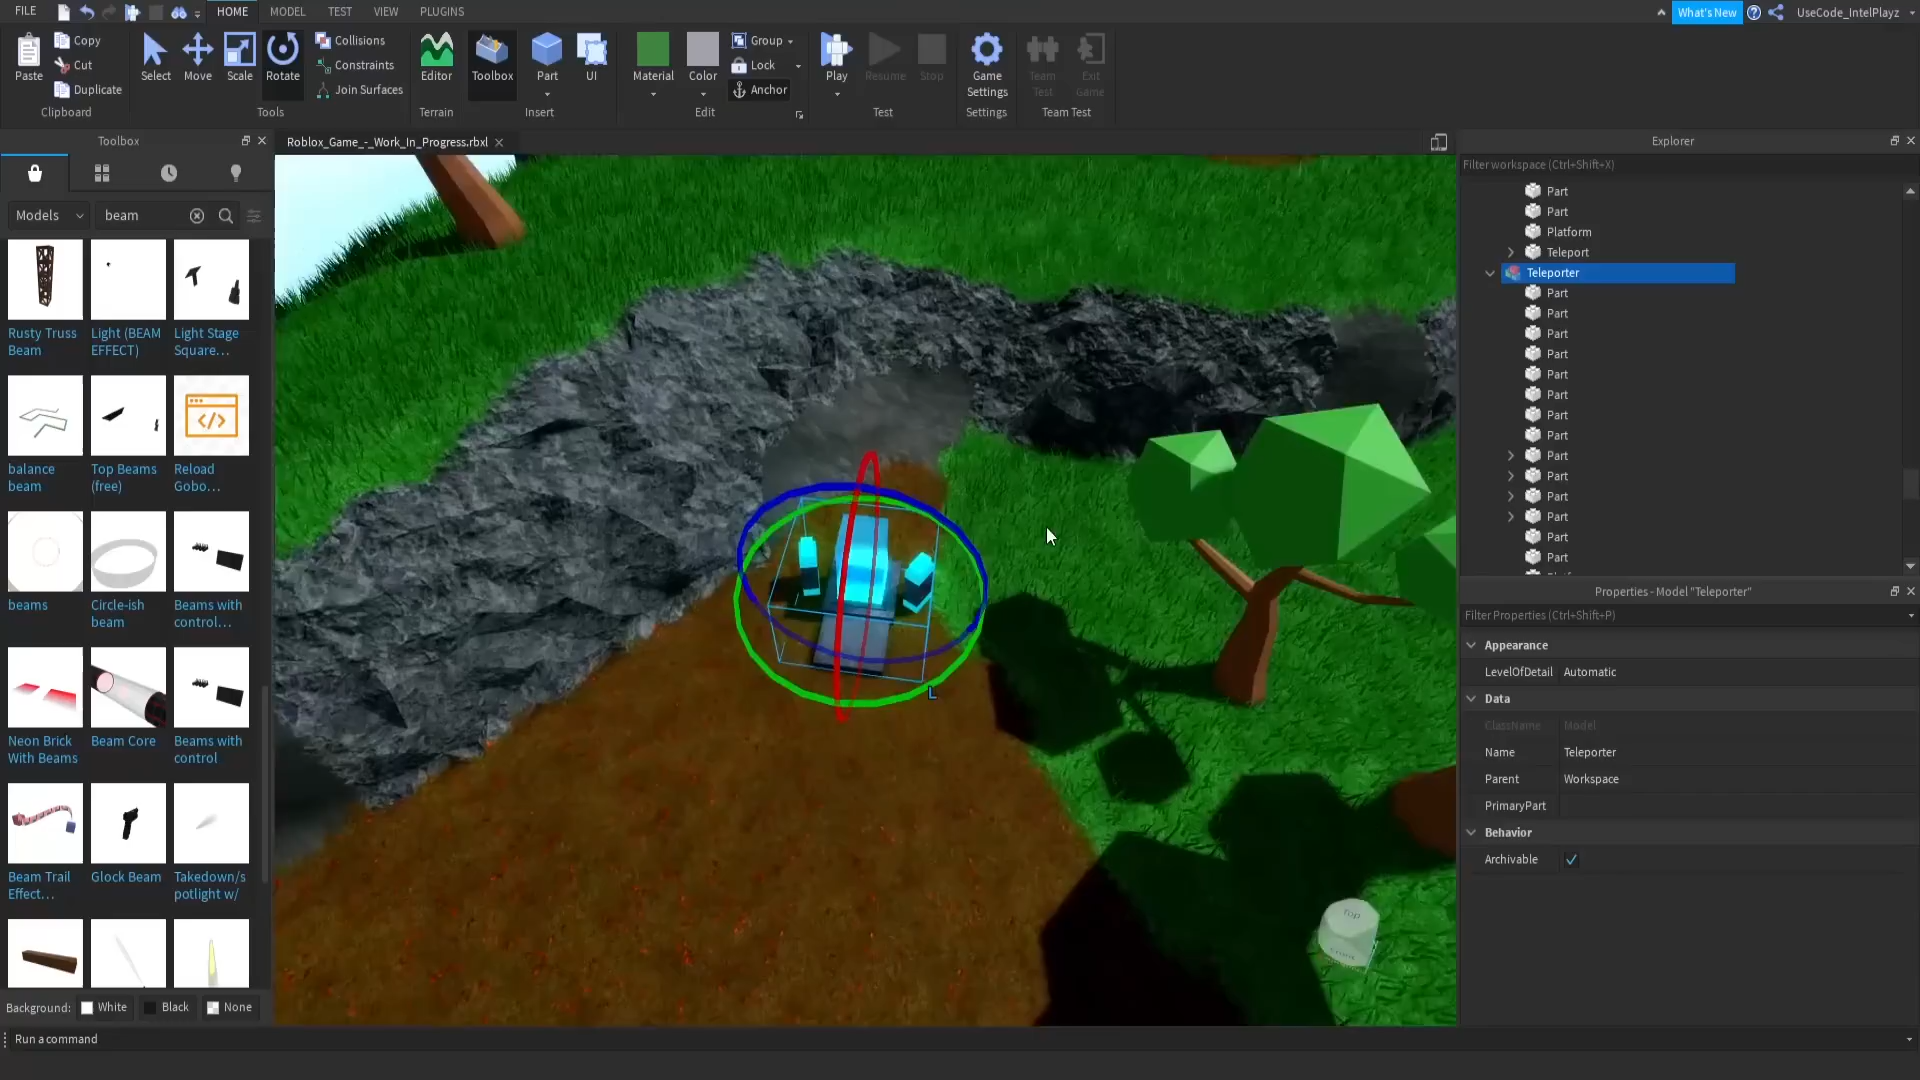 FILE
HOME
MODEL
TEST
VIEW
PLUGINS
What's New
UseCode_IntelPlayz
Paste
Copy
Cut
Duplicate
Clipboard
Select
Move
Scale
Rotate
Collisions
Constraints
Join Surfaces
Tools
Editor
Terrain
Toolbox
Part
UI
Insert
Material
Color
Group
Lock
Anchor
Edit
Play
Resume
Stop
Test
Game
Settings
Settings
Team
Test
Exit
Game
Team Test
Toolbox
Models
beam
Rusty Truss
Beam
Light (BEAM
EFFECT)
Light Stage
Square...
balance
beam
Top Beams
(free)
Reload
Gobo...
beams
Circle-ish
beam
Beams with
control...
Neon Brick
With Beams
Beam Core
Beams with
control
Beam Trail
Effect...
Glock Beam
Takedown/s
potlight w/
Background:
White
Black
None
Run a command
Roblox_Game_-_Work_In_Progress.rbxl
L
Top
Explorer
Filter workspace (Ctrl+Shift+X)
Part
Part
Platform
Teleport
Teleporter
Part
Part
Part
Part
Part
Part
Part
Part
Part
Part
Part
Part
Part
Part
Properties - Model "Teleporter"
Filter Properties (Ctrl+Shift+P)
Appearance
LevelOfDetail Automatic
Data
ClassName Model
Name Teleporter
Parent Workspace
PrimaryPart
Behavior
Archivable